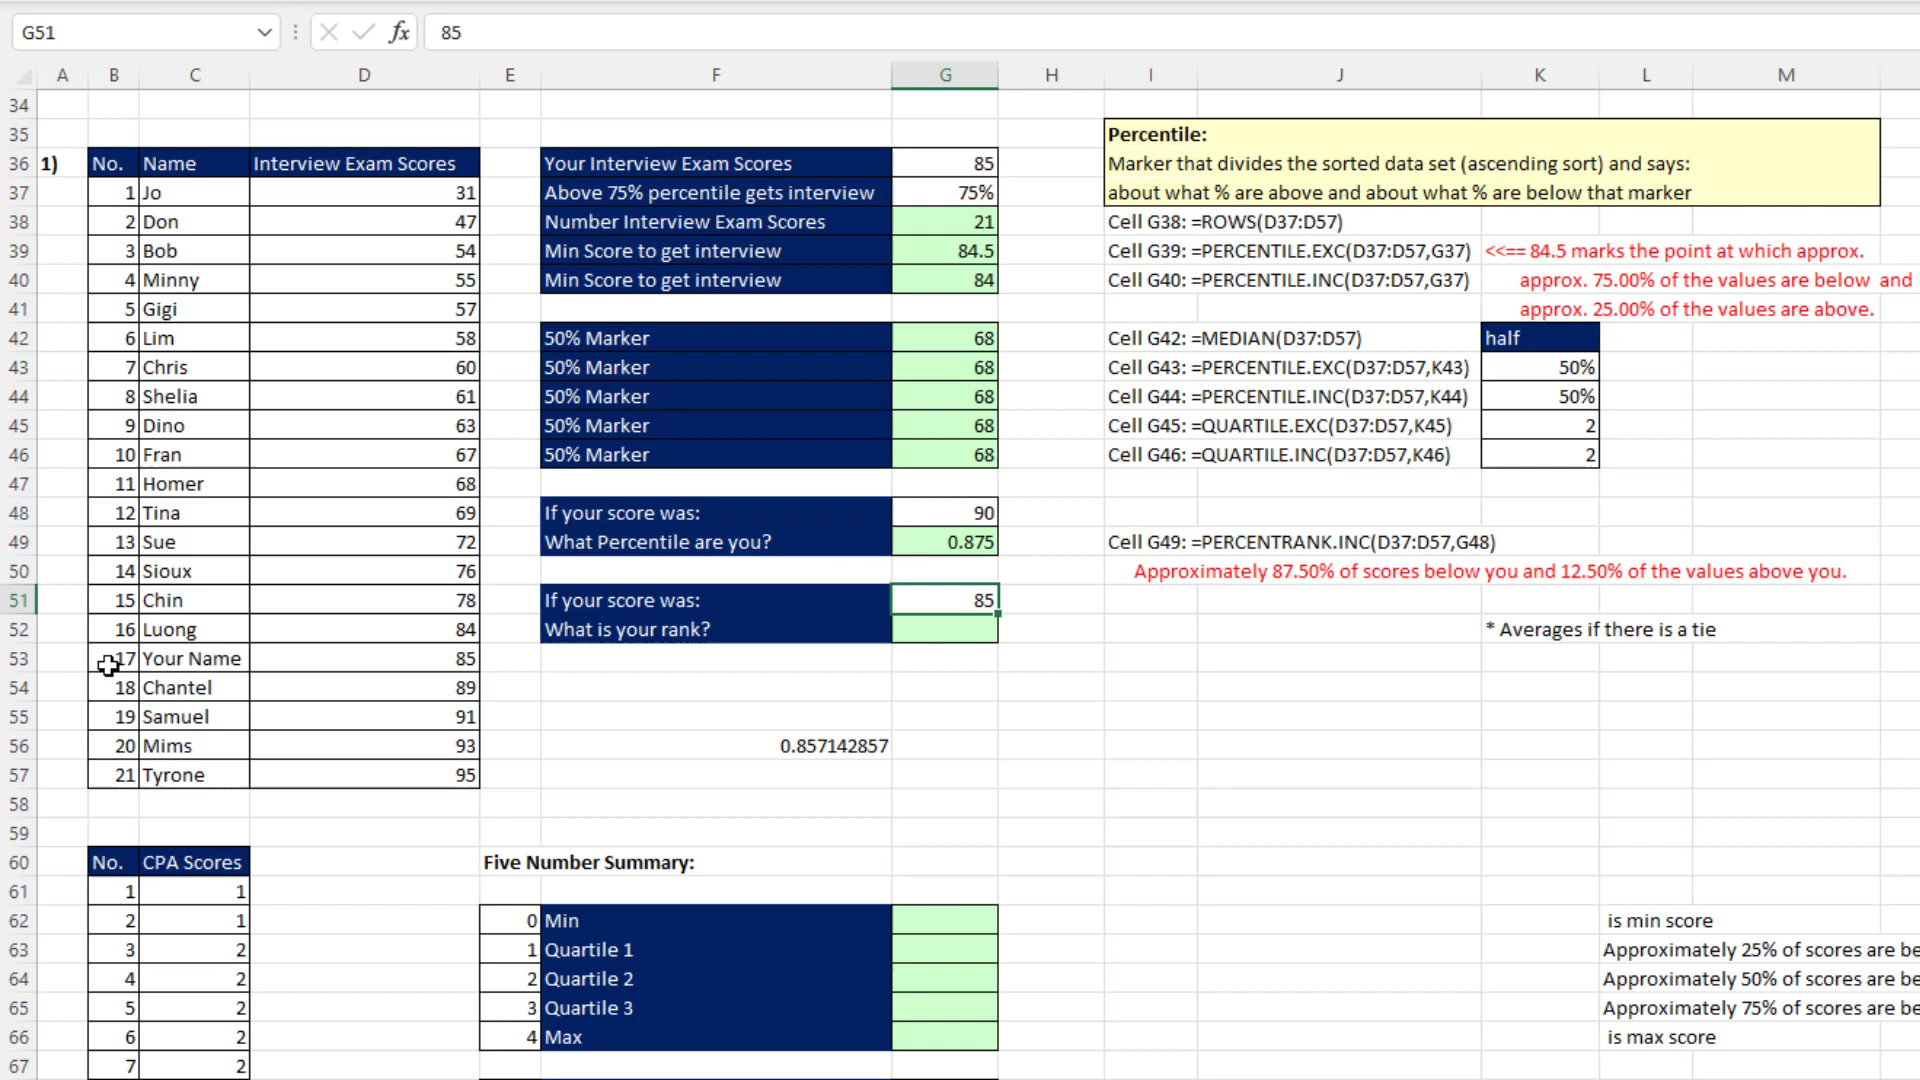 G51 fx 85
A B C D E F G H I J K L M
34
35 Percentile:
36 1) No. Name Interview Exam Scores Your Interview Exam Scores 85 Marker that divides the sorted data set (ascending sort) and says:
37 1 Jo 31 Above 75% percentile gets interview 75% about what % are above and about what % are below that marker
38 2 Don 47 Number Interview Exam Scores 21 Cell G38: =ROWS(D37:D57)
39 3 Bob 54 Min Score to get interview 84.5 Cell G39: =PERCENTILE.EXC(D37:D57,G37) <<== 84.5 marks the point at which approx.
40 4 Minny 55 Min Score to get interview 84 Cell G40: =PERCENTILE.INC(D37:D57,G37) approx. 75.00% of the values are below and
41 5 Gigi 57 approx. 25.00% of the values are above.
42 6 Lim 58 50% Marker 68 Cell G42: =MEDIAN(D37:D57) half
43 7 Chris 60 50% Marker 68 Cell G43: =PERCENTILE.EXC(D37:D57,K43) 50%
44 8 Shelia 61 50% Marker 68 Cell G44: =PERCENTILE.INC(D37:D57,K44) 50%
45 9 Dino 63 50% Marker 68 Cell G45: =QUARTILE.EXC(D37:D57,K45) 2
46 10 Fran 67 50% Marker 68 Cell G46: =QUARTILE.INC(D37:D57,K46) 2
47 11 Homer 68
48 12 Tina 69 If your score was: 90
49 13 Sue 72 What Percentile are you? 0.875 Cell G49: =PERCENTRANK.INC(D37:D57,G48)
50 14 Sioux 76 Approximately 87.50% of scores below you and 12.50% of the values above you.
51 15 Chin 78 If your score was: 85
52 16 Luong 84 What is your rank? * Averages if there is a tie
53 17 Your Name 85
54 18 Chantel 89
55 19 Samuel 91
56 20 Mims 93 0.857142857
57 21 Tyrone 95
58
59
60 No. CPA Scores Five Number Summary:
61 1 1
62 2 1 0 Min is min score
63 3 2 1 Quartile 1 Approximately 25% of scores are be
64 4 2 2 Quartile 2 Approximately 50% of scores are be
65 5 2 3 Quartile 3 Approximately 75% of scores are be
66 6 2 4 Max is max score
67 7 2